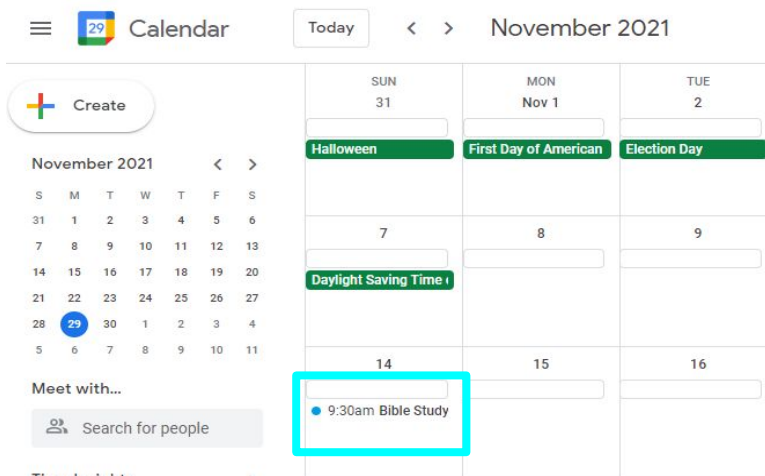 29 Calendar Today < > November 2021
Create
SUN MON TUE
31 Nov 1 2
Halloween First Day of American Election Day
November 2021 < >
S M T W T F S
31 1 2 3 4 5 6
7 8 9 10 11 12 13
14 15 16 17 18 19 20
21 22 23 24 25 26 27
28 29 30 1 2 3 4
5 6 7 8 9 10 11
7 8 9
Daylight Saving Time
14 15 16
9:30am Bible Study
Meet with...
Search for people